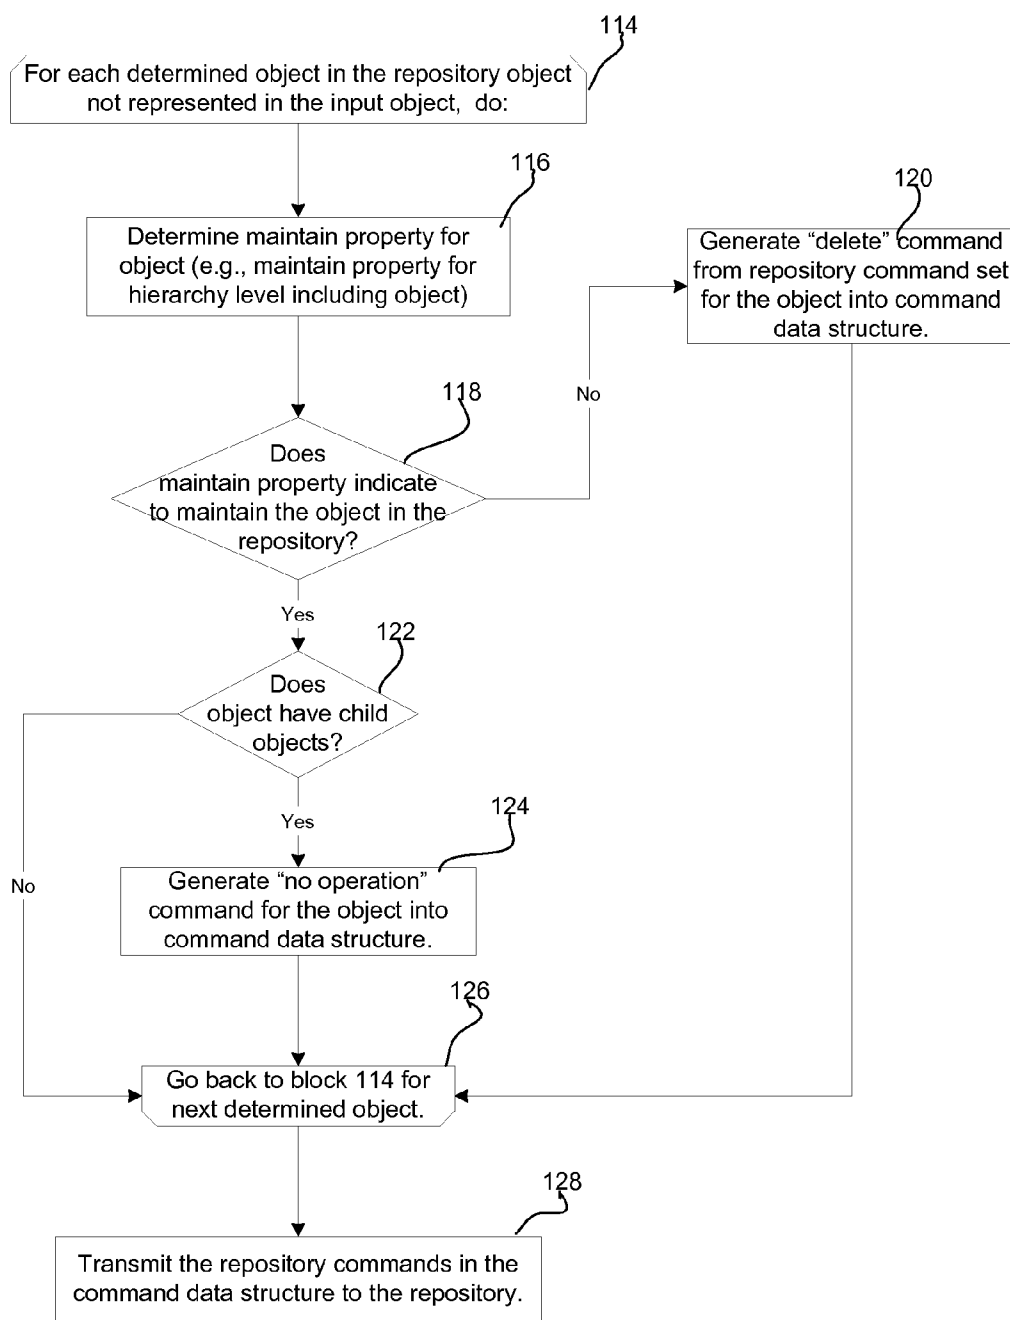 114
For each determined object in the repository object
not represented in the input object, do:
116
Determine maintain property for
object (e.g., maintain property for
hierarchy level including object)
120
Generate “delete” command
from repository command set
for the object into command
data structure.
118
No
Does
maintain property indicate
to maintain the object in the
repository?
Yes
122
Does
object have child
objects?
Yes
No
124
Generate “no operation”
command for the object into
command data structure.
126
Go back to block 114 for
next determined object.
128
Transmit the repository commands in the
command data structure to the repository.